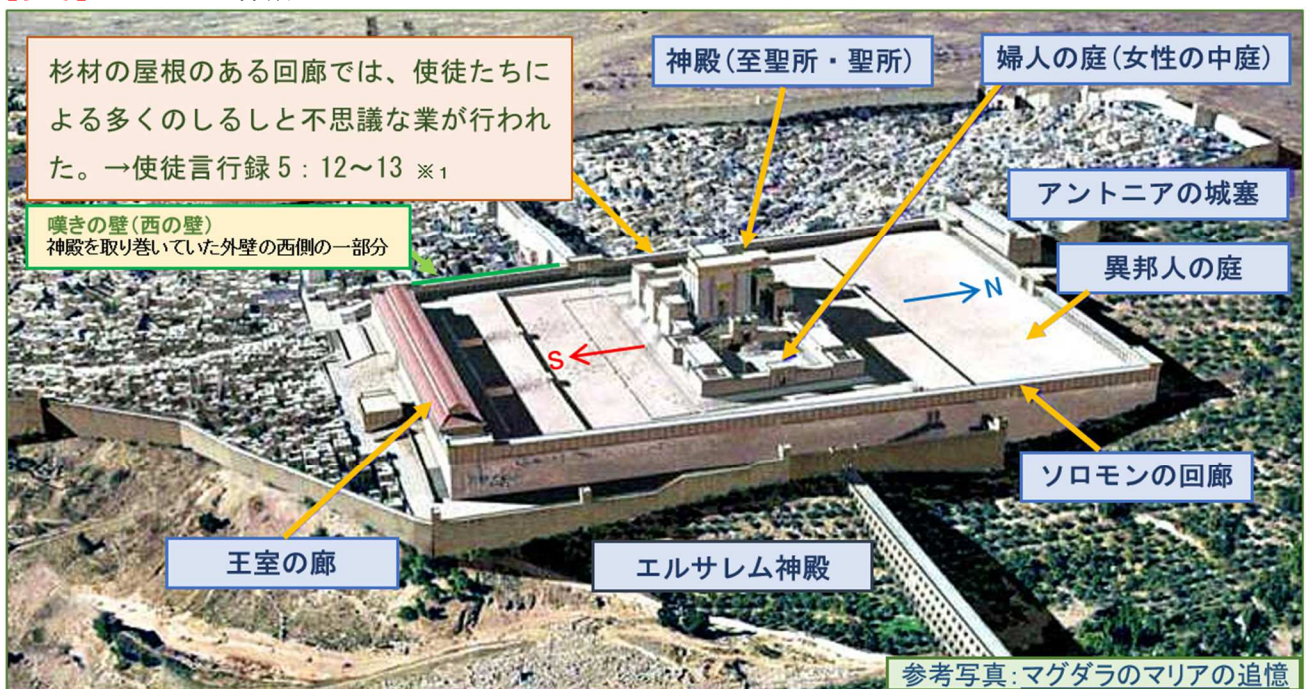 杉材の屋根のある回廊では、使徒たちに
よる多くのしるしと不思議な業が行われ
た。→使徒言行録 5:12~13 ※1
嘆きの壁(西の壁)
神殿を取り巻いていた外壁の西側の一部分
神殿(至聖所・聖所)
婦人の庭(女性の中庭)
アントニアの城塞
異邦人の庭
N
S
ソロモンの回廊
王室の廊
エルサレム神殿
参考写真:マグダラのマリアの追憶